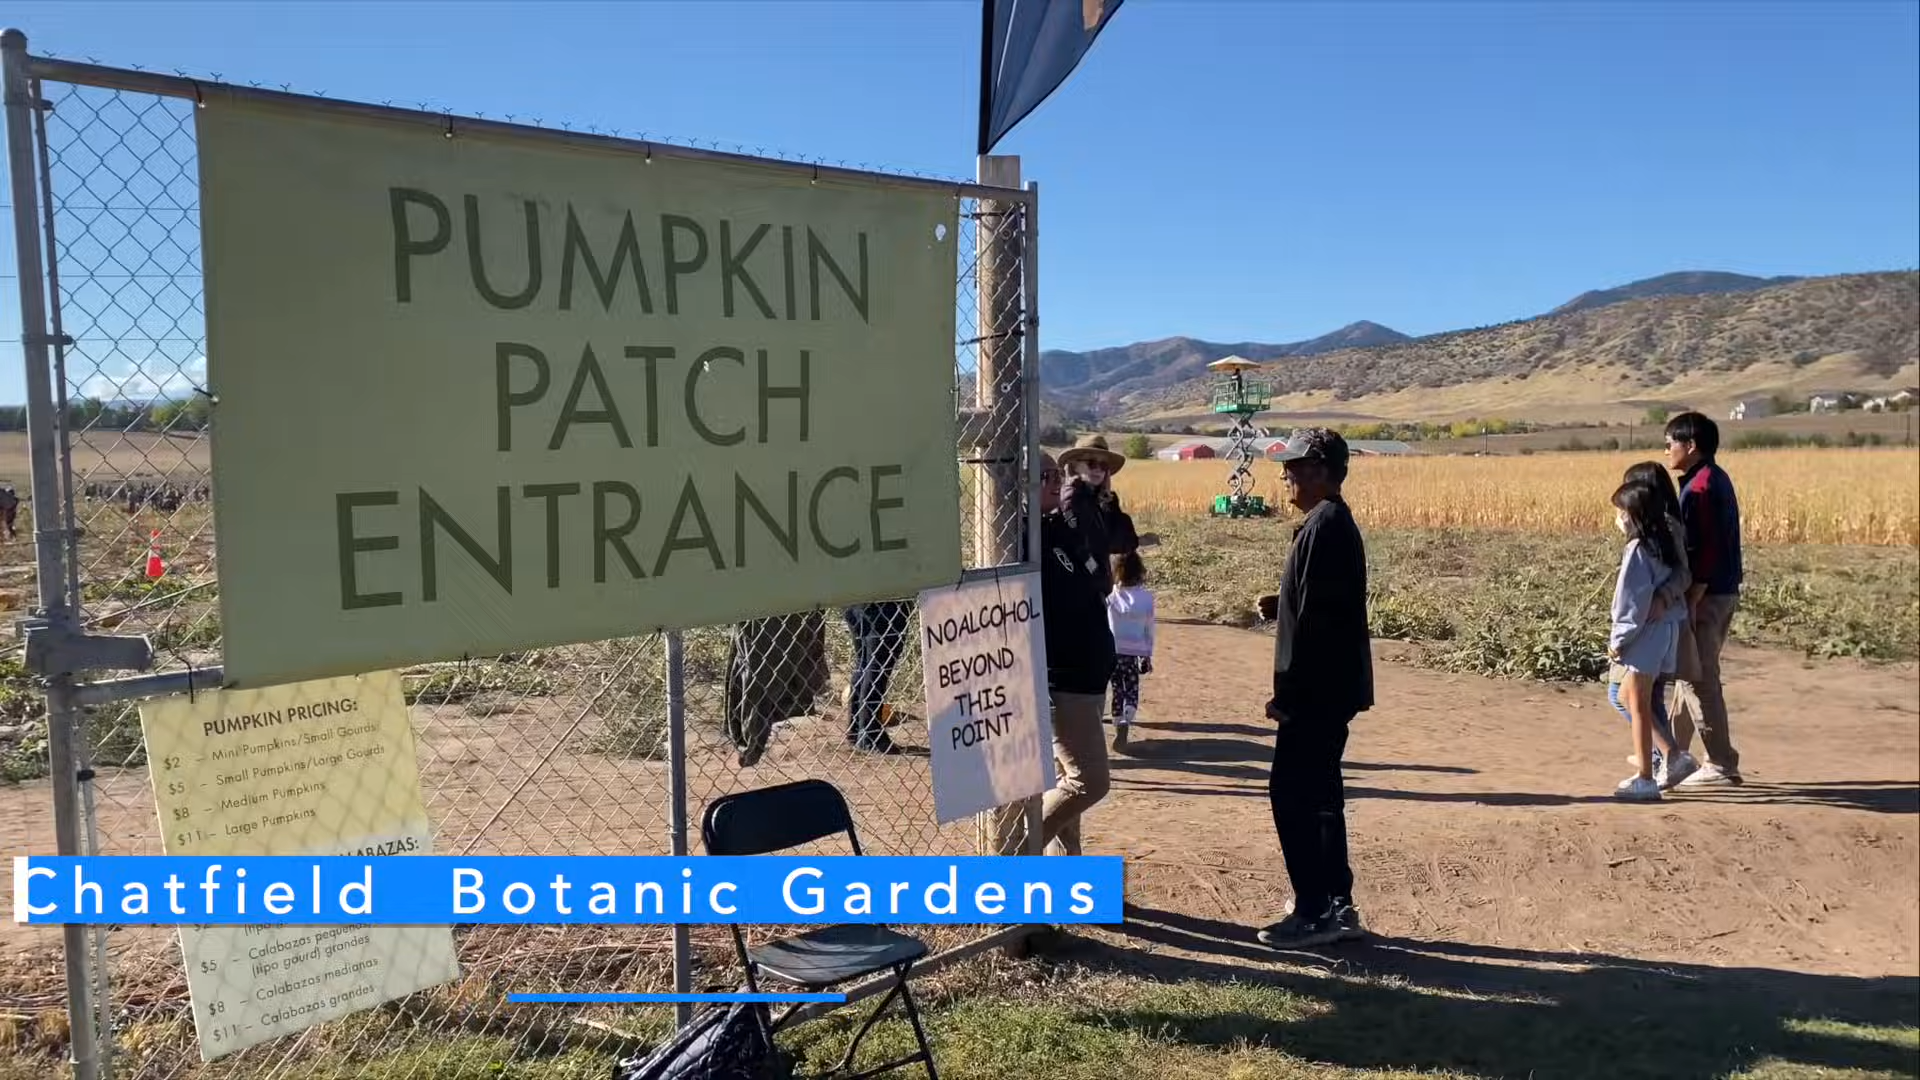 PUMPKIN
PATCH
ENTRANCE
NO ALCOHOL
BEYOND
THIS
POINT
PUMPKIN PRICING:
$2 – Mini Pumpkins/Small Gourds
$5 – Small Pumpkins/Large Gourds
$8 – Medium Pumpkins
$11 – Large Pumpkins
Chatfield Botanic Gardens
$5 – Calabazas pequeñas
(tipo gourd) grandes
$8 – Calabazas medianas
$11 – Calabazas grandes